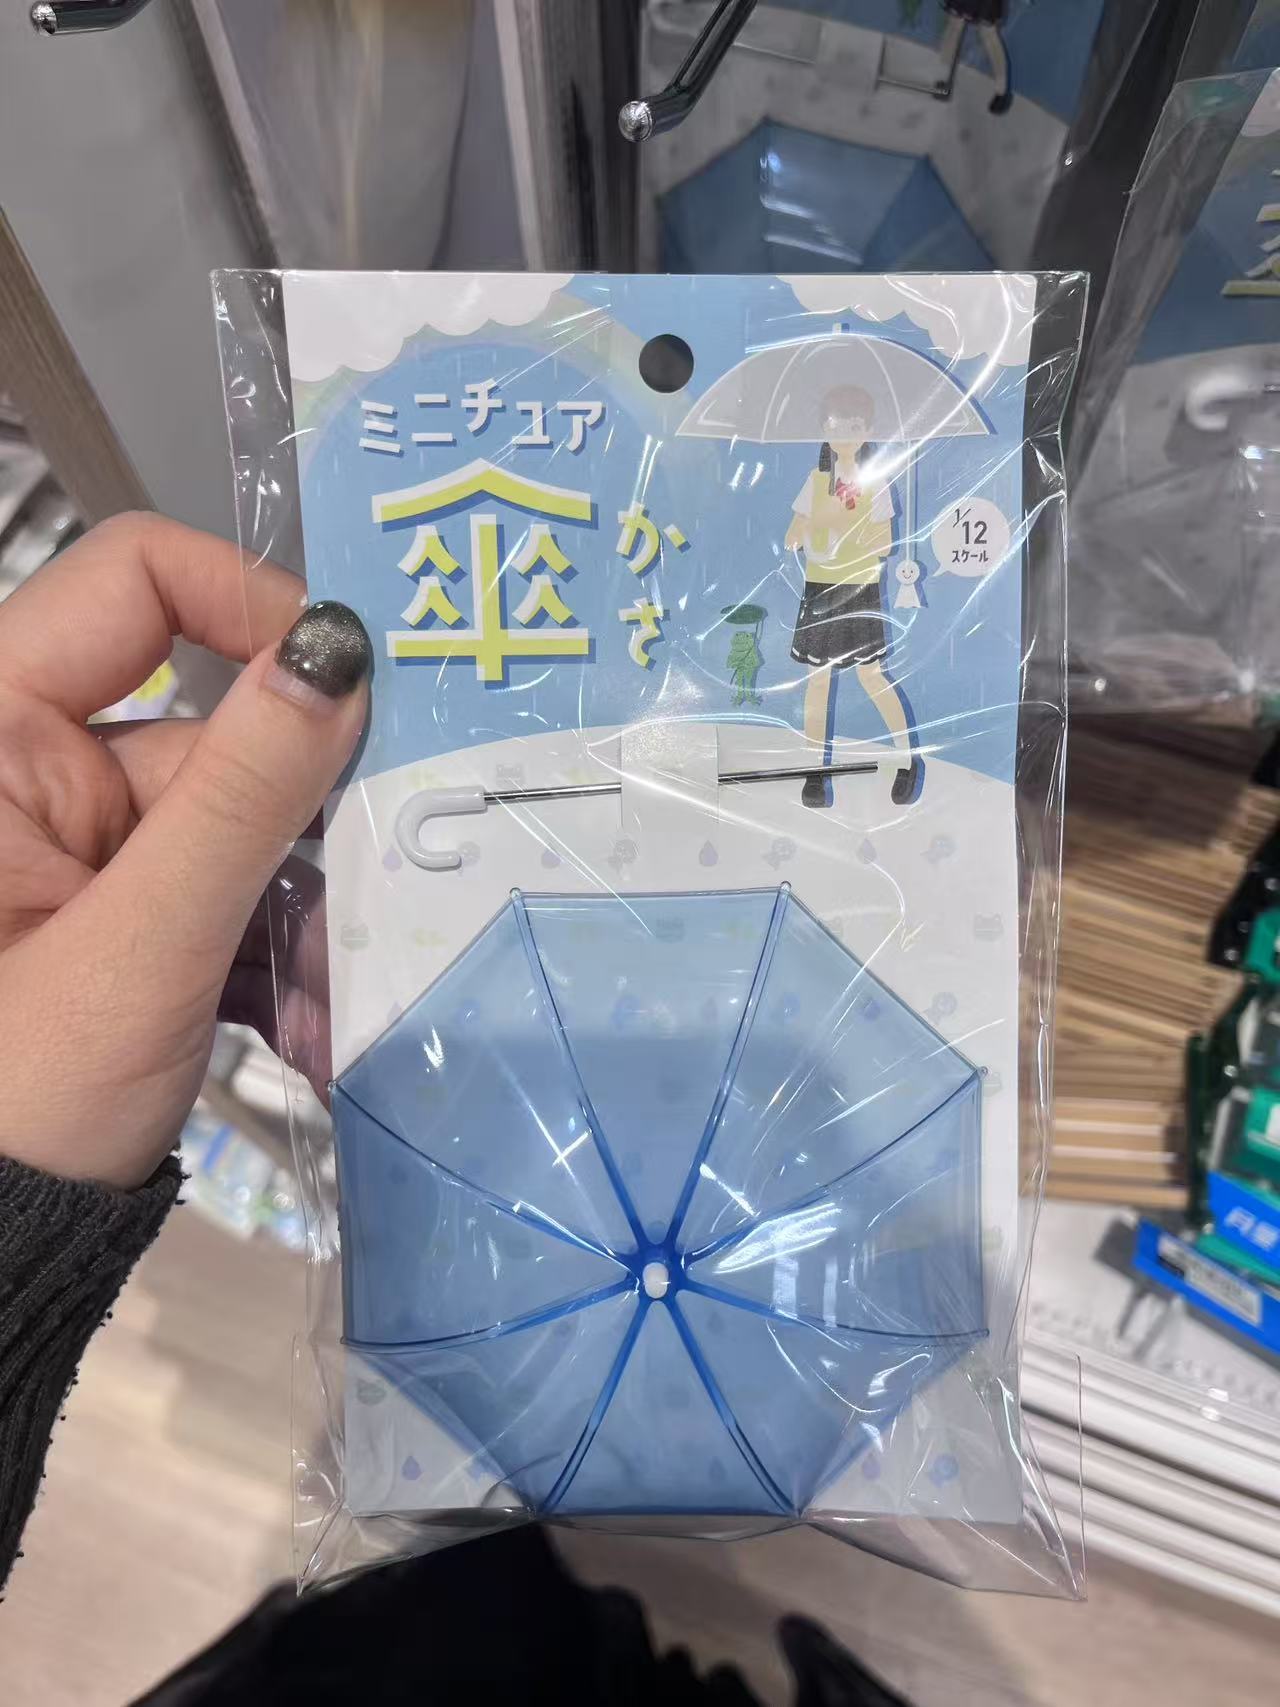 ミニチュア
傘
かさ
1/12
スケール